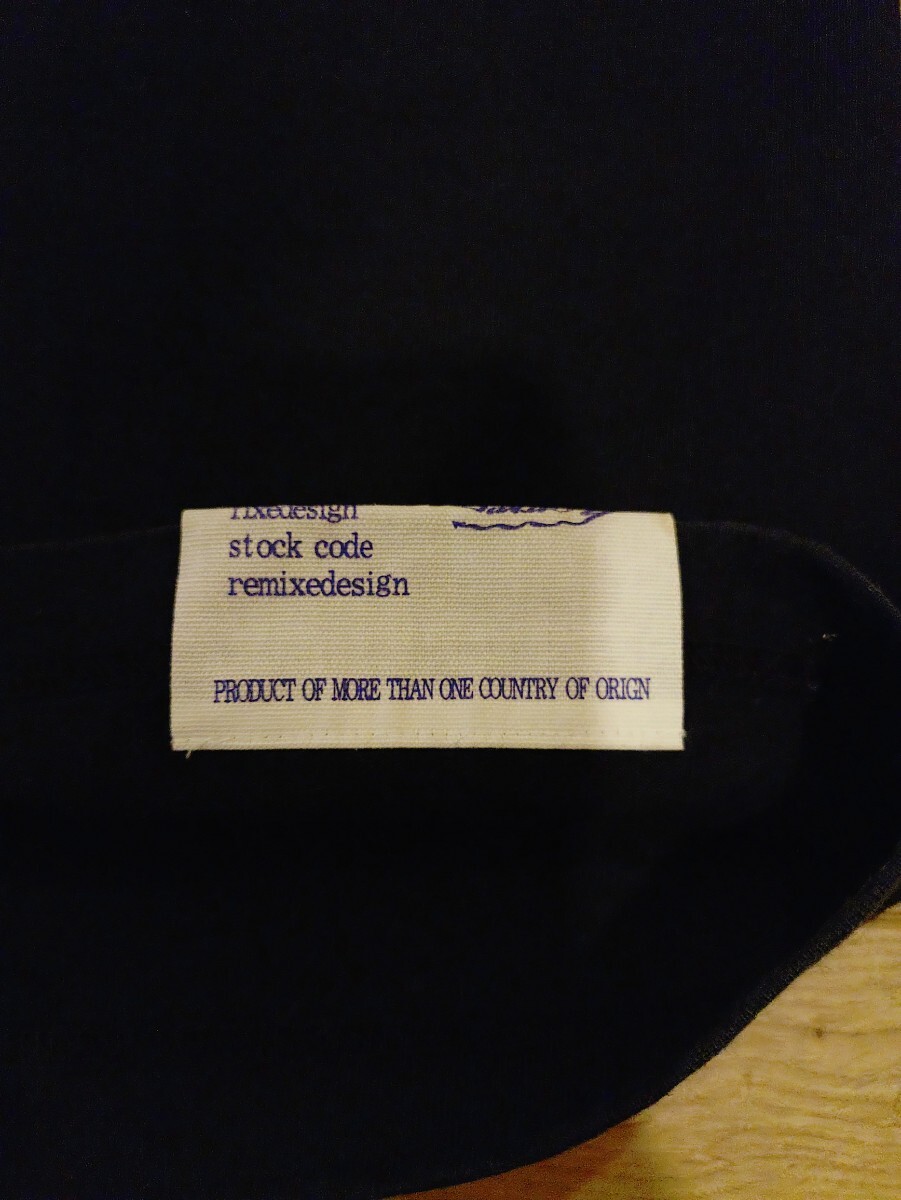 stock code
remixedesign
PRODUCT OF MORE THAN ONE COUNTRY OF ORIGN